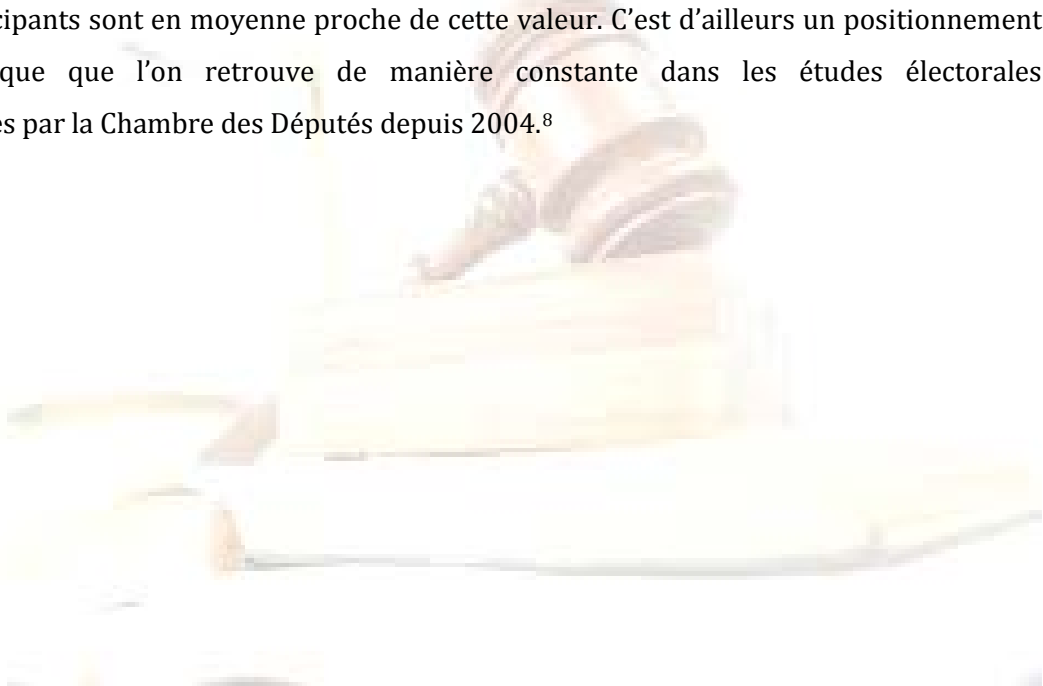 cipants sont en moyenne proche de cette valeur. C’est d’ailleurs un positionnement
que que l’on retrouve de manière constante dans les études électorales
es par la Chambre des Députés depuis 2004.⁸